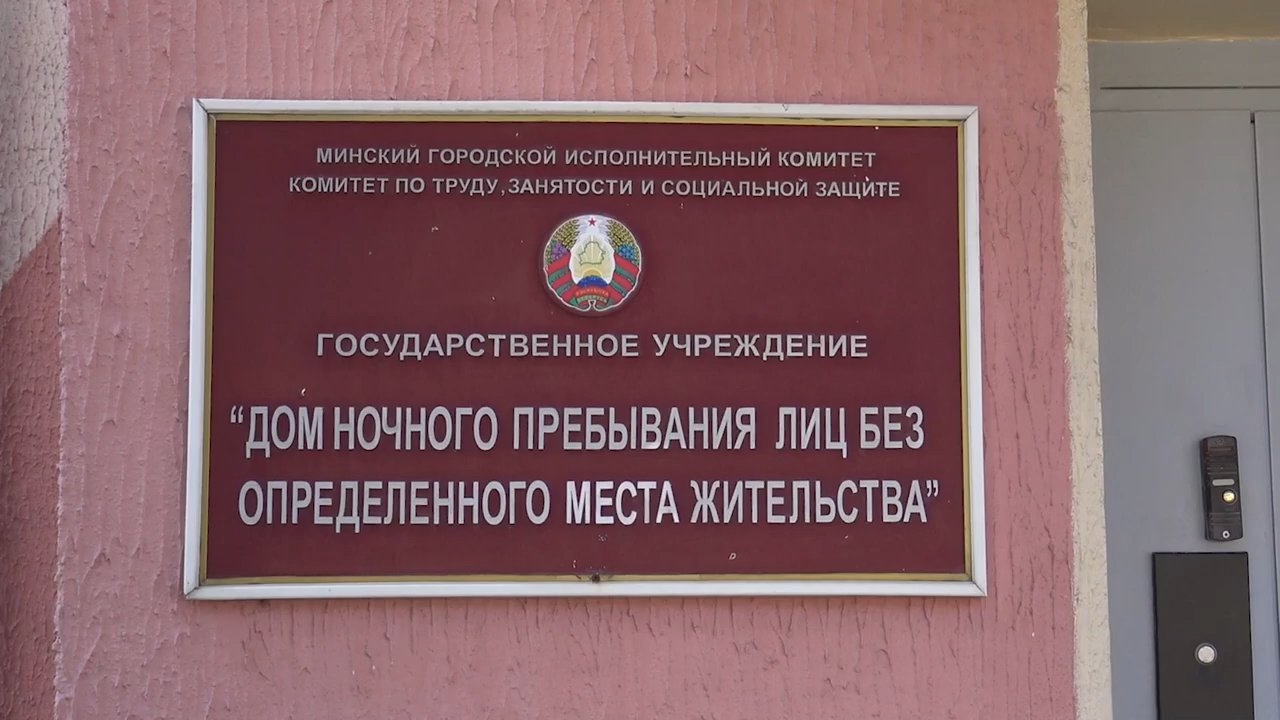 МИНСКИЙ ГОРОДСКОЙ ИСПОЛНИТЕЛЬНЫЙ КОМИТЕТ
КОМИТЕТ ПО ТРУДУ, ЗАНЯТОСТИ И СОЦИАЛЬНОЙ ЗАЩИТЕ
ГОСУДАРСТВЕННОЕ УЧРЕЖДЕНИЕ
“ДОМ НОЧНОГО ПРЕБЫВАНИЯ ЛИЦ БЕЗ
ОПРЕДЕЛЕННОГО МЕСТА ЖИТЕЛЬСТВА”